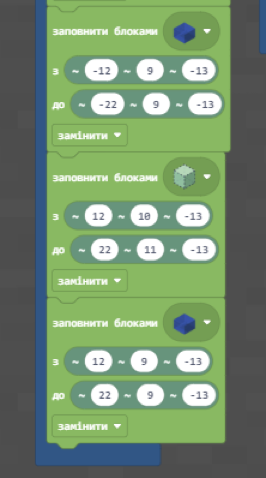 заповнити блоками
з ~ -12 ~ 9 ~ -13
до ~ -22 ~ 9 ~ -13
замінити
заповнити блоками
з ~ 12 ~ 10 ~ -13
до ~ 22 ~ 11 ~ -13
замінити
заповнити блоками
з ~ 12 ~ 9 ~ -13
до ~ 22 ~ 9 ~ -13
замінити